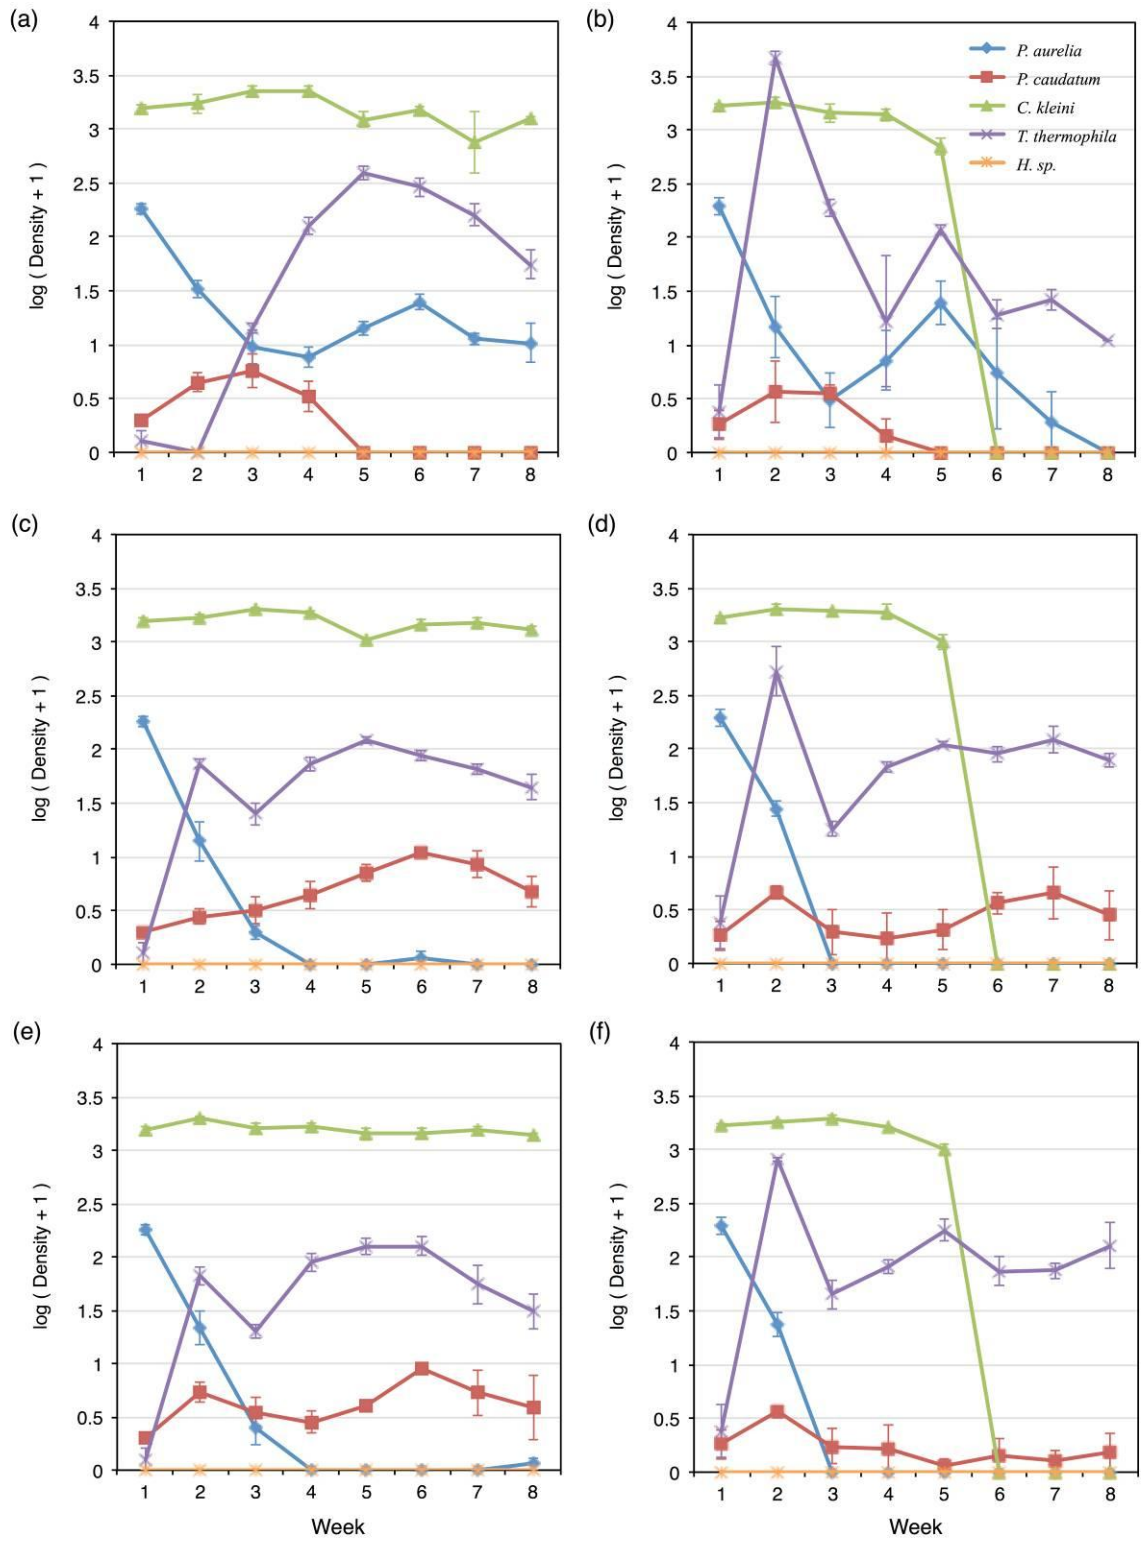 (a)
4
3.5
3
2.5
2
1.5
1
0.5
0
log ( Density + 1 )
1 2 3 4 5 6 7 8
(b)
4
3.5
3
2.5
2
1.5
1
0.5
0
log ( Density + 1 )
1 2 3 4 5 6 7 8
P. aurelia
P. caudatum
C. kleini
T. thermophila
H. sp.
(c)
4
3.5
3
2.5
2
1.5
1
0.5
0
log ( Density + 1 )
1 2 3 4 5 6 7 8
(d)
4
3.5
3
2.5
2
1.5
1
0.5
0
log ( Density + 1 )
1 2 3 4 5 6 7 8
(e)
4
3.5
3
2.5
2
1.5
1
0.5
0
log ( Density + 1 )
1 2 3 4 5 6 7 8
Week
(f)
4
3.5
3
2.5
2
1.5
1
0.5
0
log ( Density + 1 )
1 2 3 4 5 6 7 8
Week